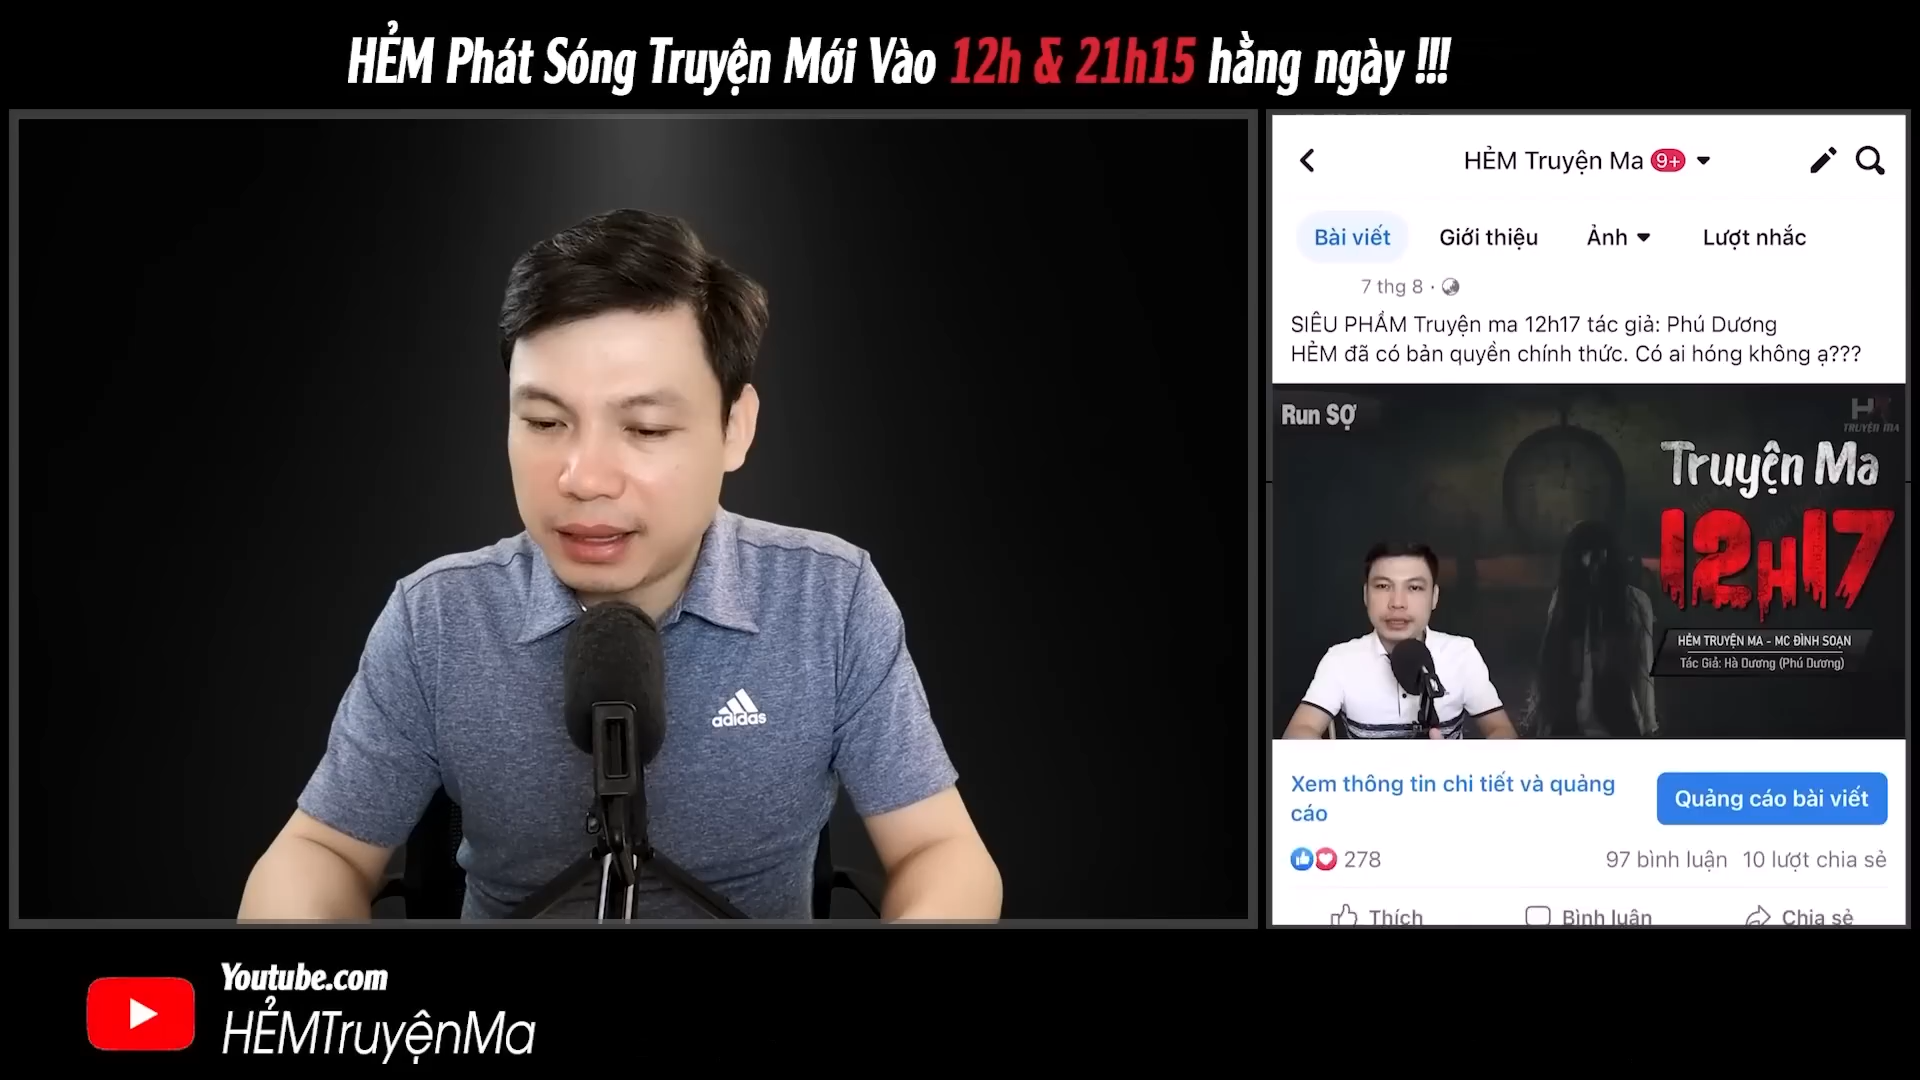 HẺM Phát Sóng Truyện Mới Vào 12h & 21h15 hằng ngày !!!
adidas
HẺM Truyện Ma 9+
Bài viết Giới thiệu Ảnh Lượt nhắc
7 thg 8 ·
SIÊU PHẨM Truyện ma 12h17 tác giả: Phú Dương
HẺM đã có bản quyền chính thức. Có ai hóng không ạ???
Run SỢ
TRUYỆN MA
Truyện Ma
12H17
HẺM TRUYỆN MA - MC ĐÌNH SOẠN
Tác Giả: Hà Dương (Phú Dương)
Xem thông tin chi tiết và quảng
cáo
Quảng cáo bài viết
278
97 bình luận 10 lượt chia sẻ
Thích Bình luận Chia sẻ
Youtube.com
HẺMTruyệnMa